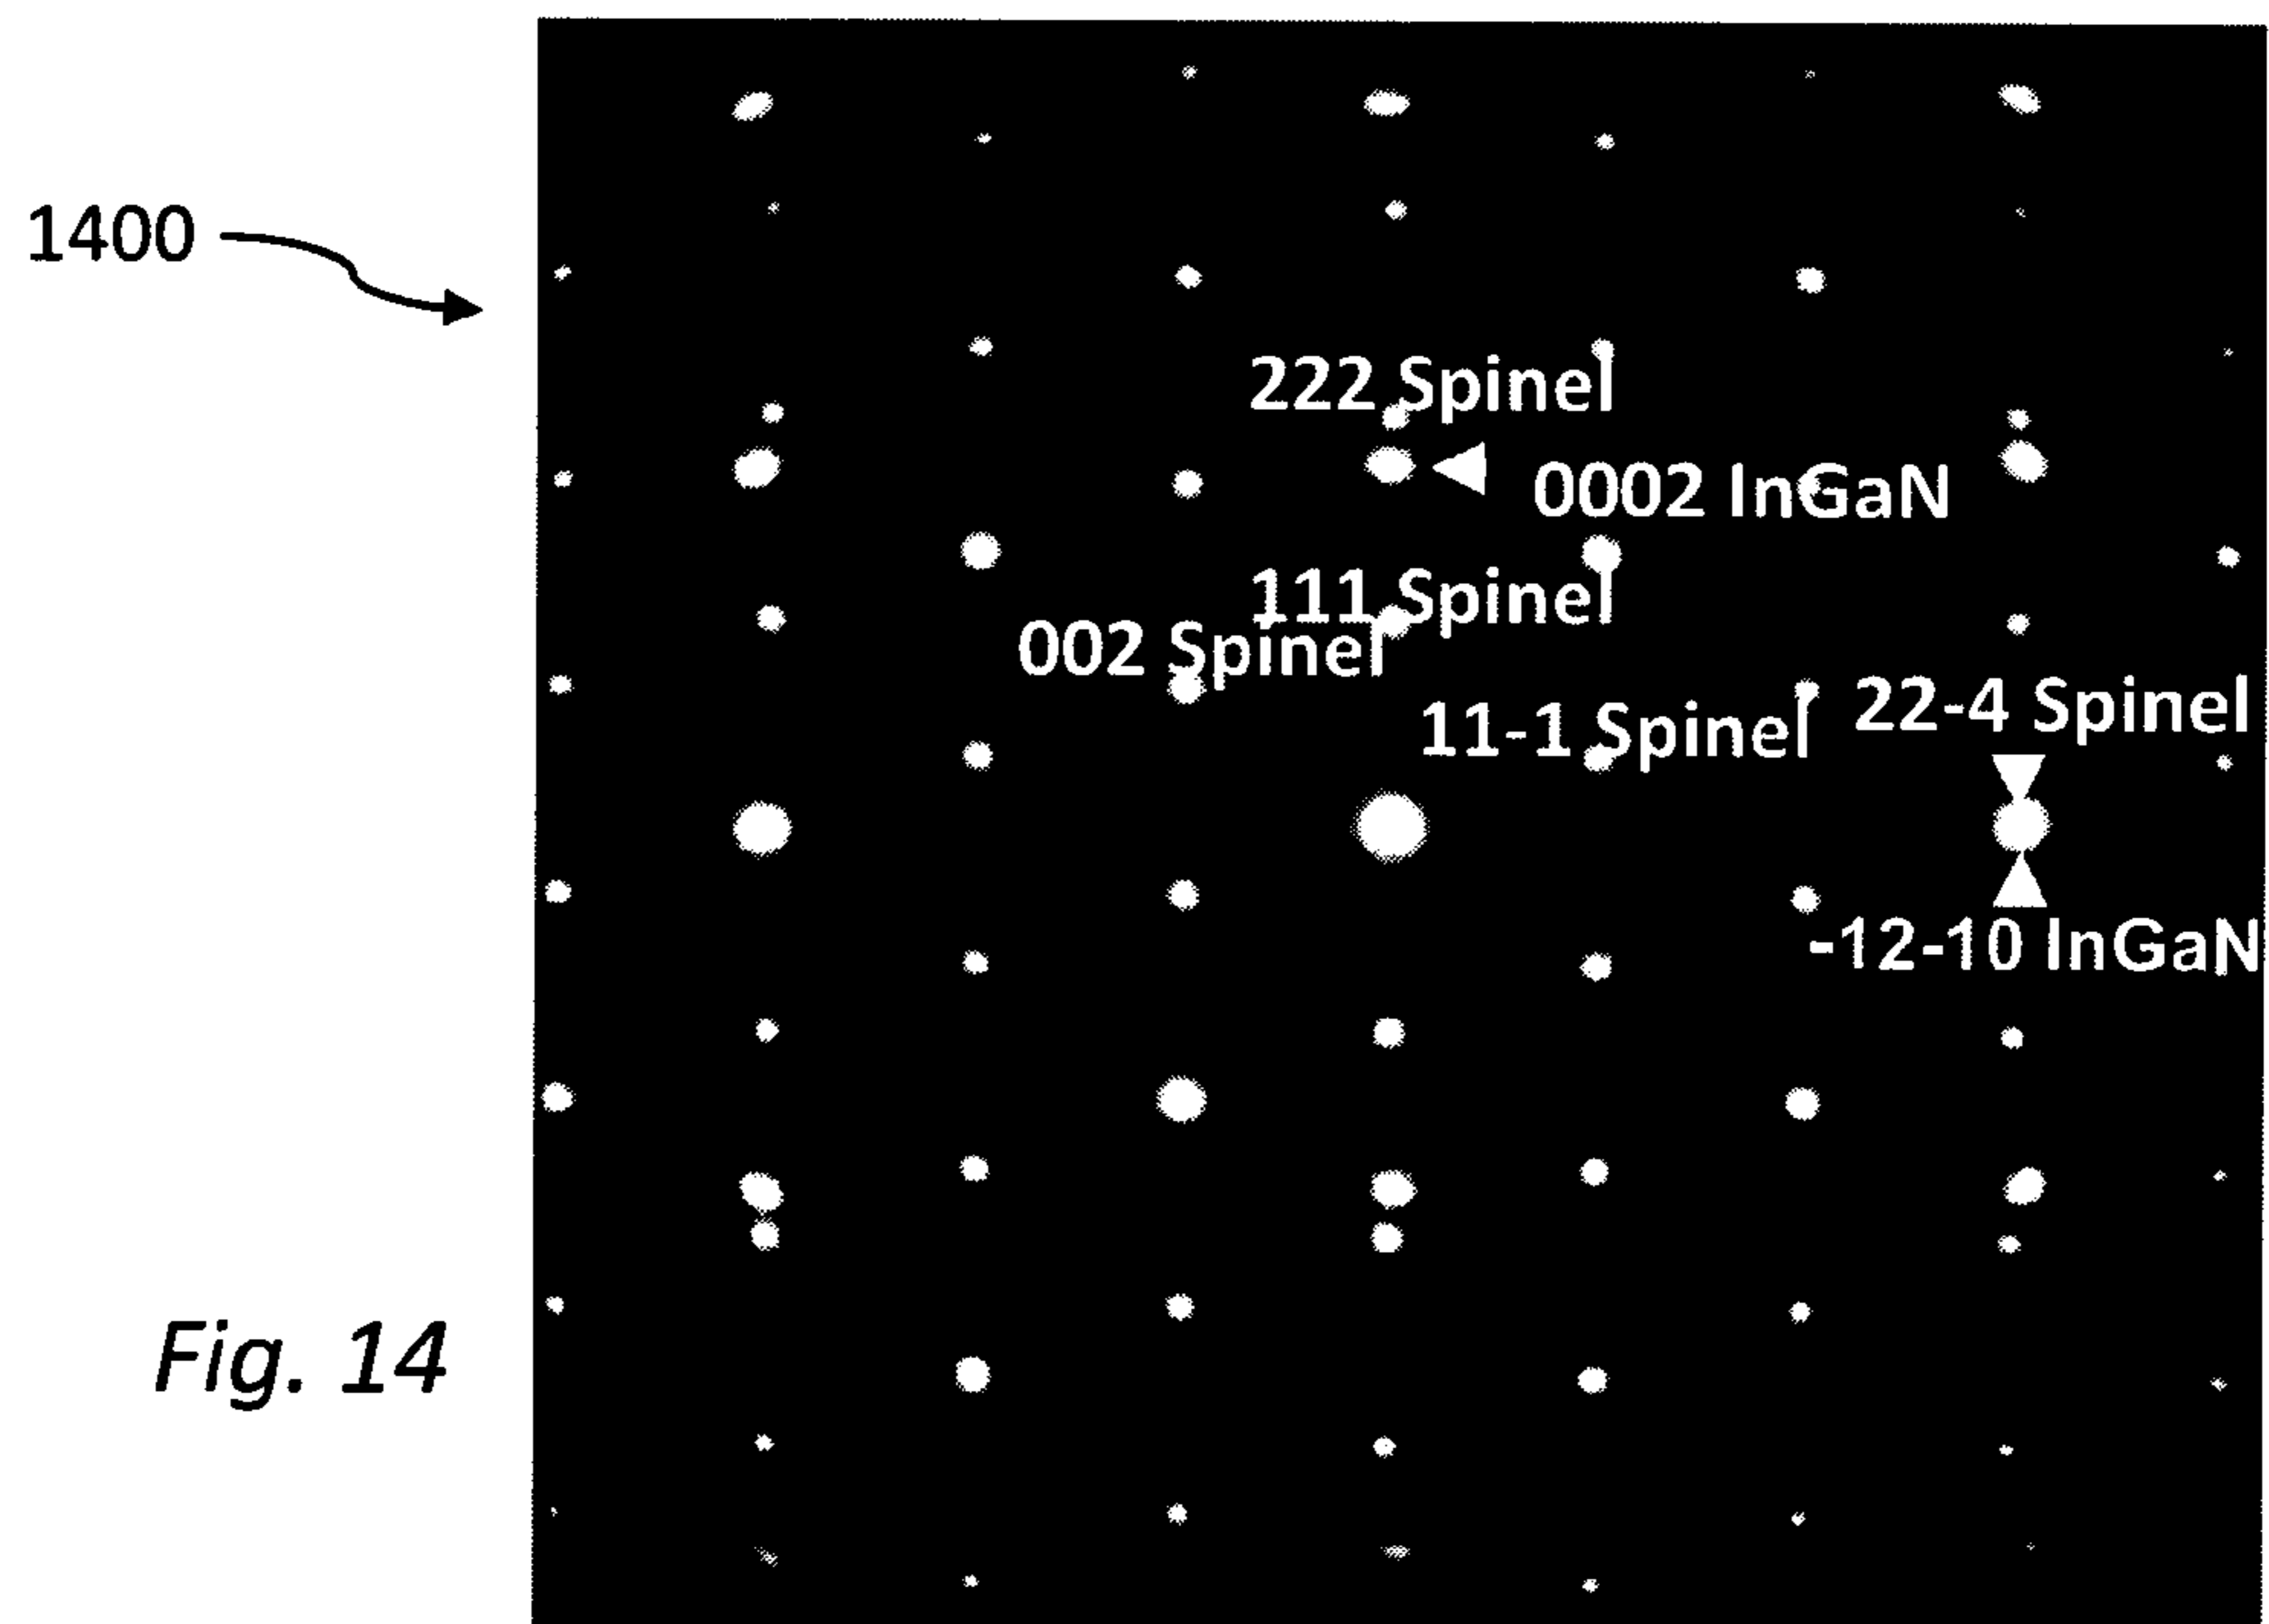 1400
222 Spinel
0002 InGaN
111 Spinel
002 Spinel
11-1 Spinel
22-4 Spinel
-12-10 InGaN
Fig. 14